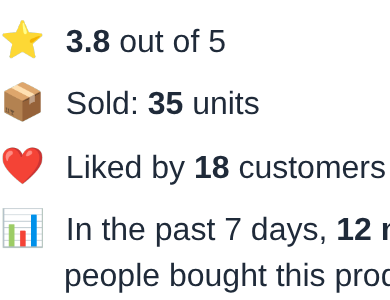 3.8 out of 5
Sold: 35 units
Liked by 18 customers
In the past 7 days, 12
people bought this